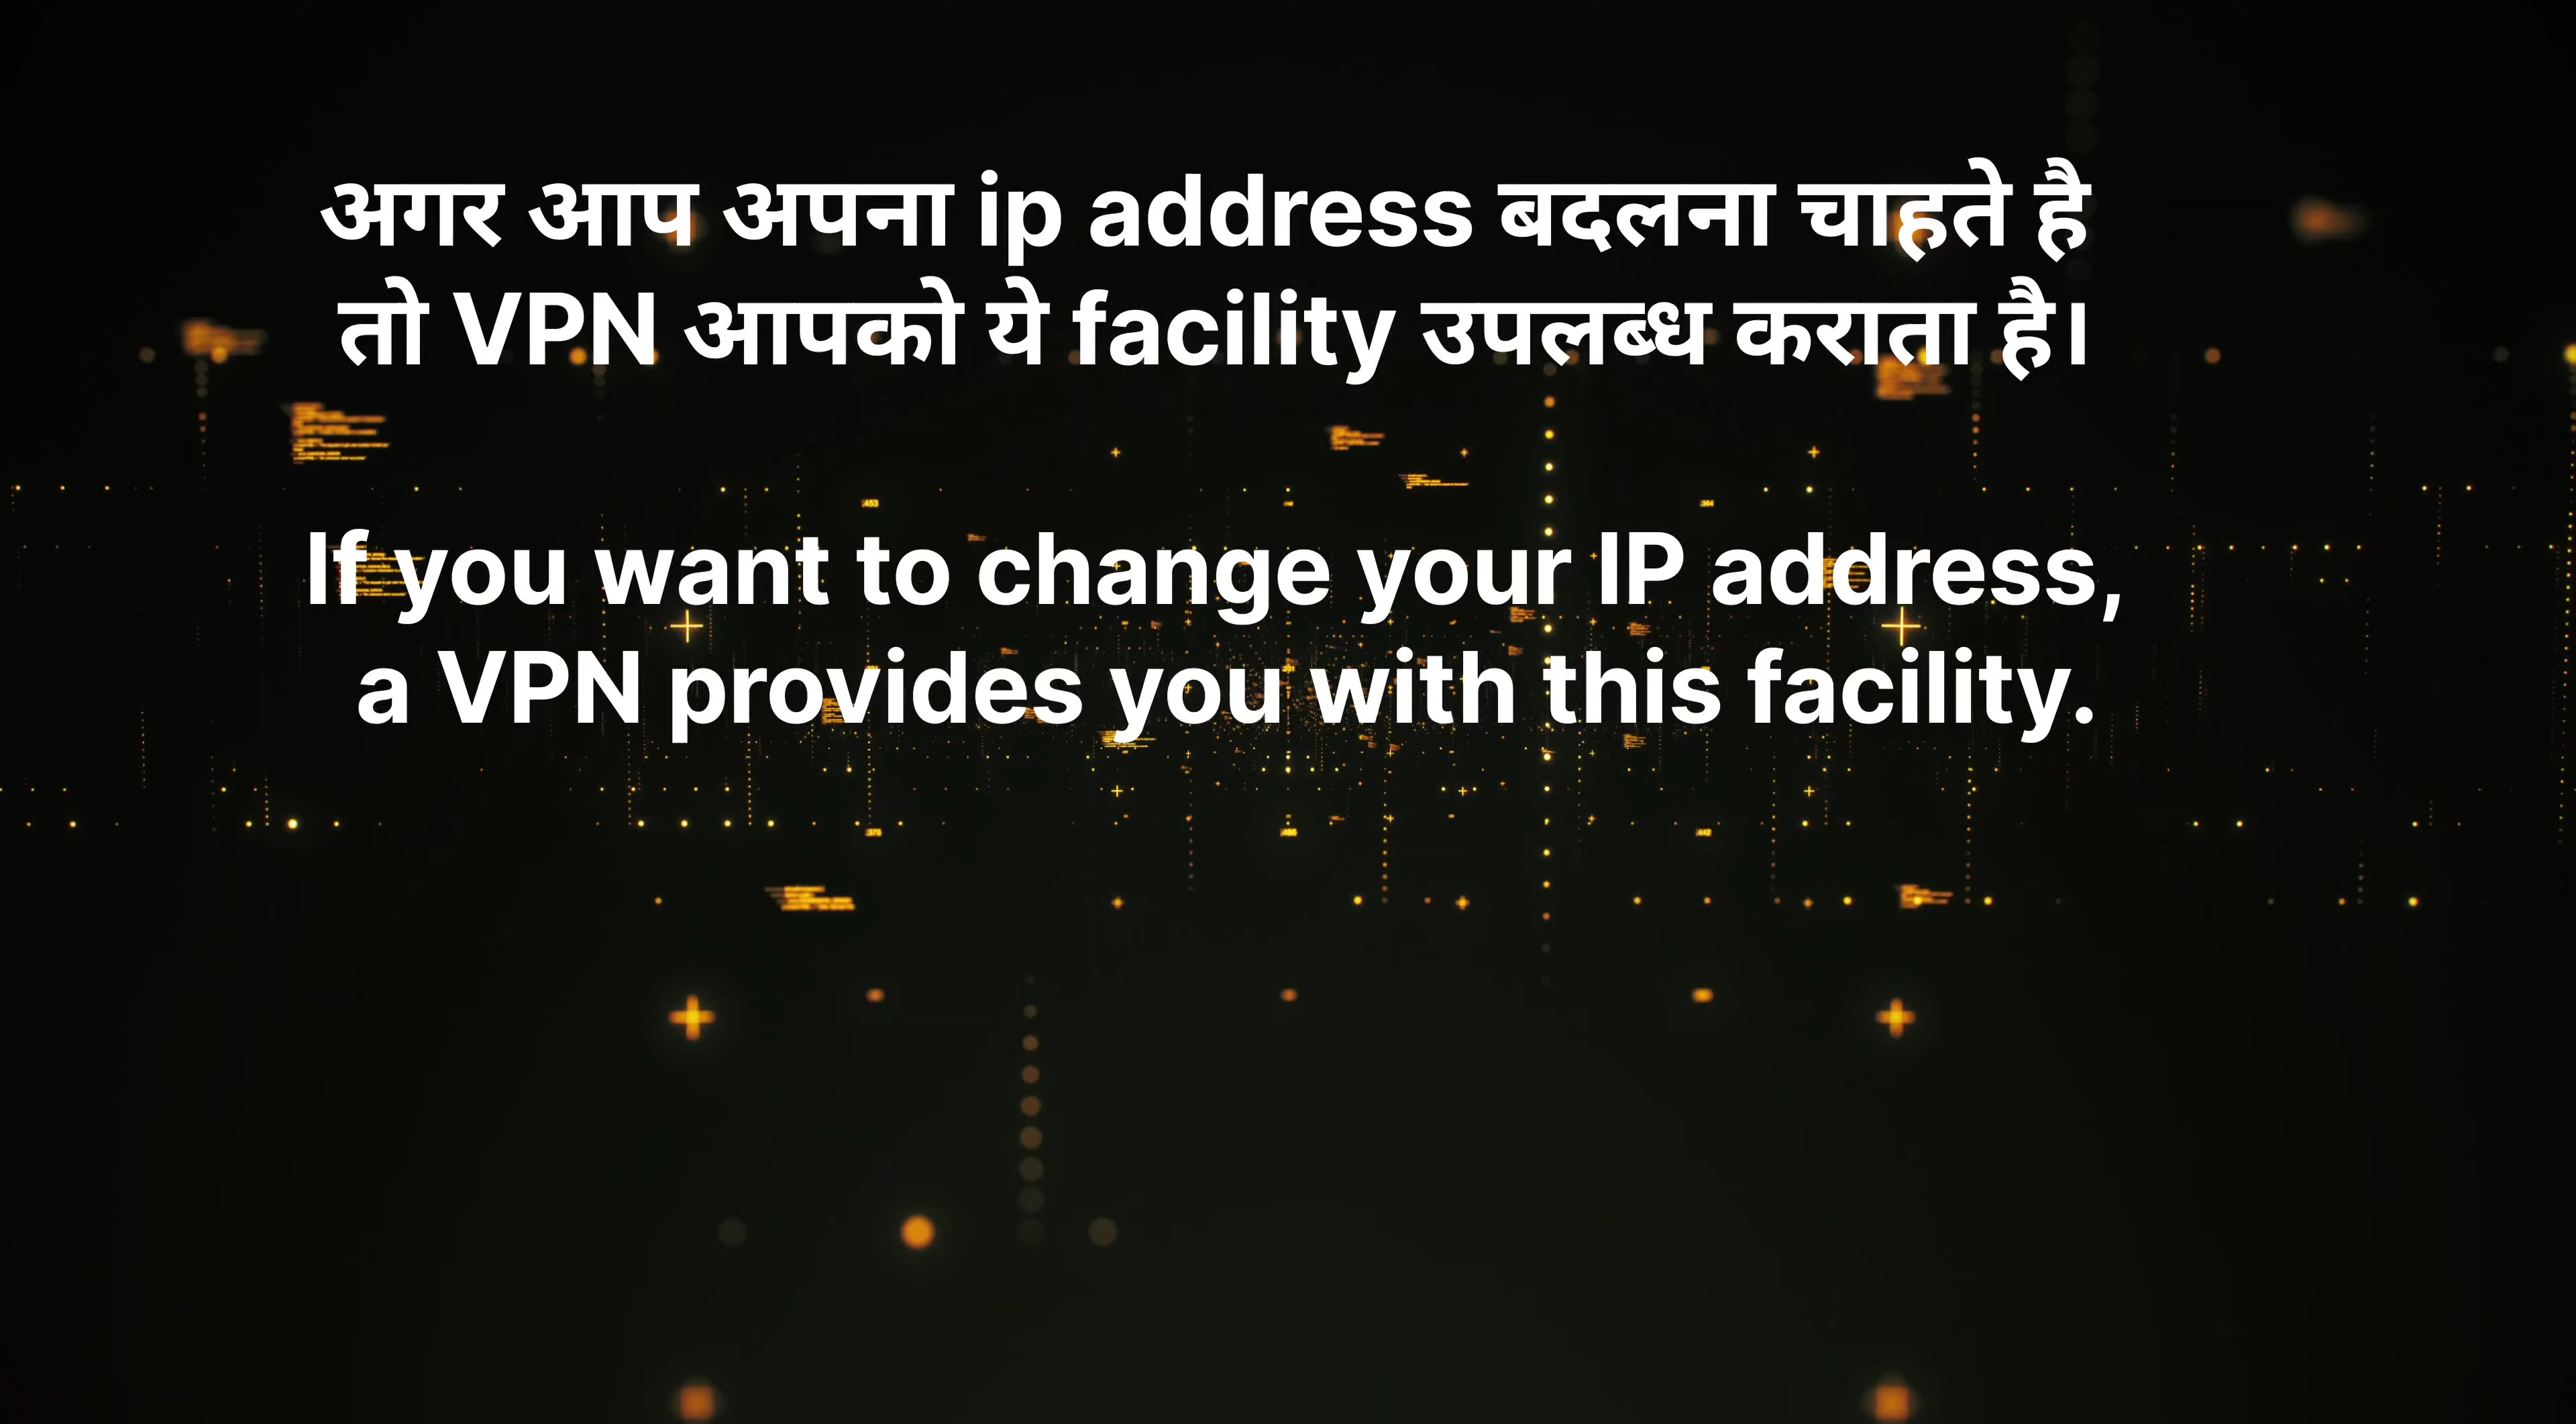 अगर आप अपना ip address बदलना चाहते है
तो VPN आपको ये facility उपलब्ध कराता है।
If you want to change your IP address,
a VPN provides you with this facility.